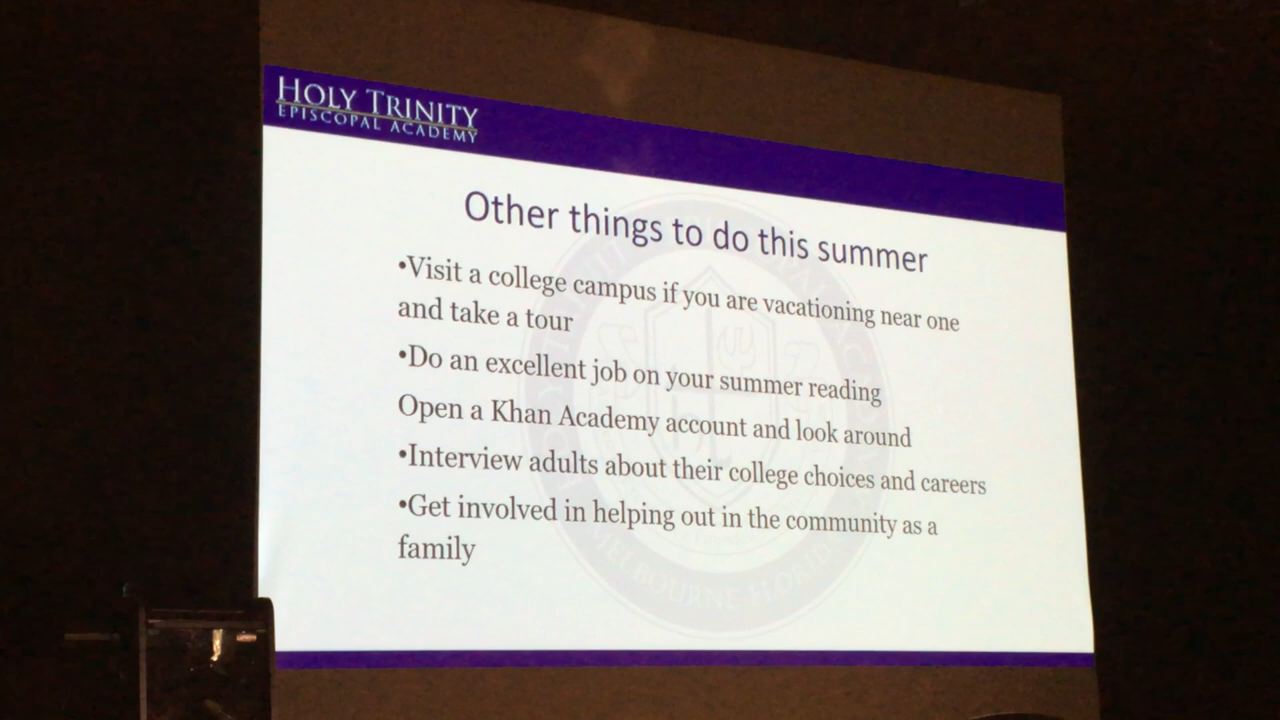 HOLY TRINITY
EPISCOPAL ACADEMY
Other things to do this summer
•Visit a college campus if you are vacationing near one
and take a tour
•Do an excellent job on your summer reading
Open a Khan Academy account and look around
•Interview adults about their college choices and careers
•Get involved in helping out in the community as a
family
MELBOURNE FLORIDA